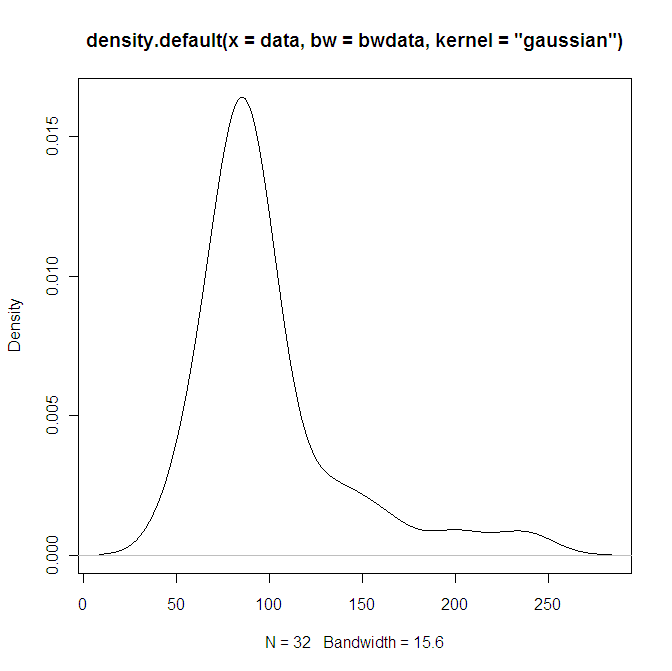 density.default(x = data, bw = bwdata, kernel = "gaussian")
Density
0.015
0.010
0.005
0.000
0 50 100 150 200 250
N = 32 Bandwidth = 15.6